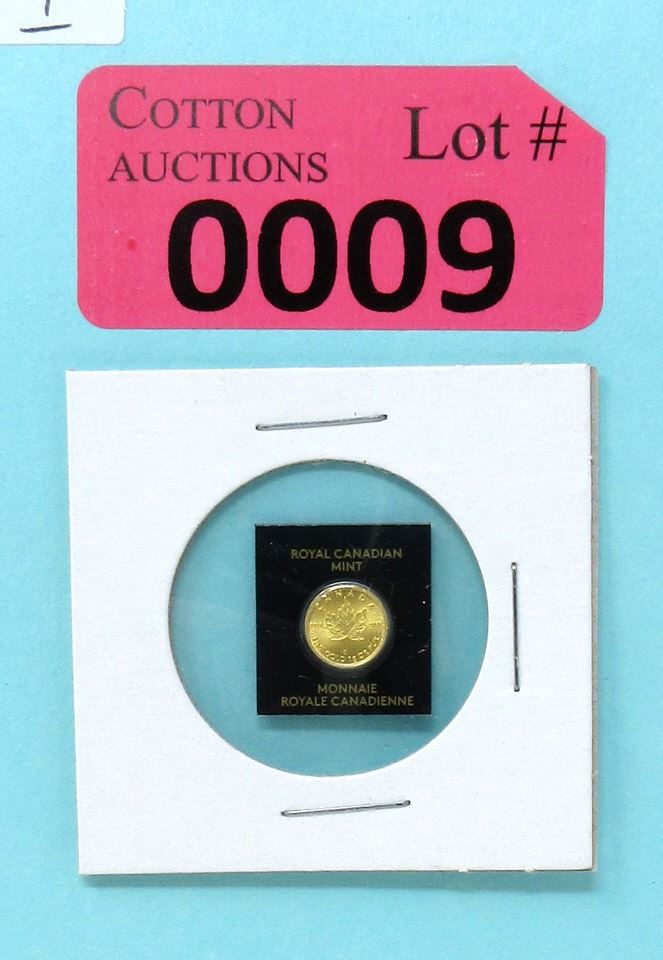 COTTON
AUCTIONS
Lot #
0009
ROYAL CANADIAN
MINT
CANADA
MONNAIE
ROYALE CANADIENNE